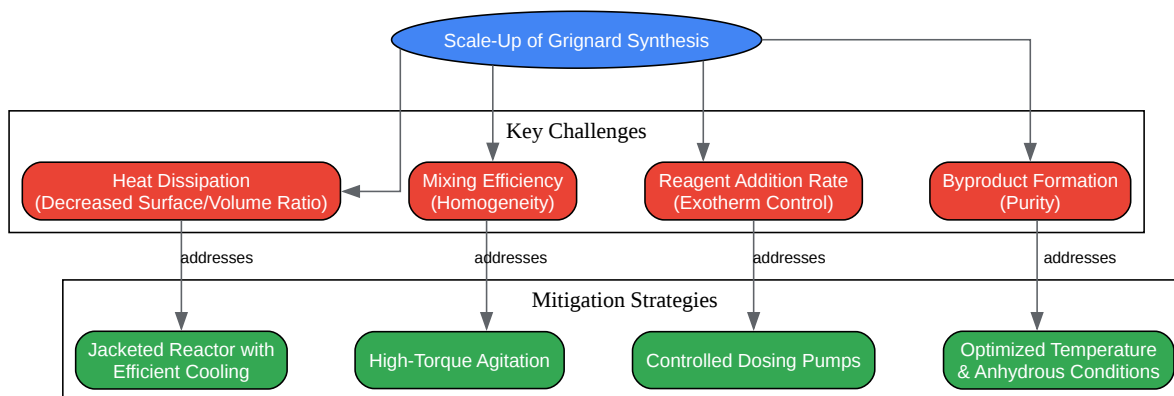 Scale-Up of Grignard Synthesis
Key Challenges
Heat Dissipation
(Decreased Surface/Volume Ratio)
Mixing Efficiency
(Homogeneity)
Reagent Addition Rate
(Exotherm Control)
Byproduct Formation
(Purity)
addresses
addresses
addresses
addresses
Mitigation Strategies
Jacketed Reactor with
Efficient Cooling
High-Torque Agitation
Controlled Dosing Pumps
Optimized Temperature
& Anhydrous Conditions